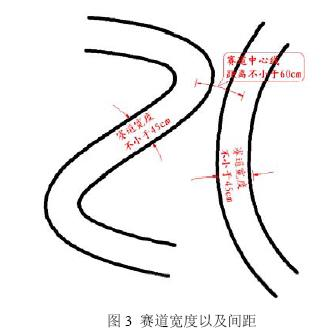 赛道中心线
距离不小于60cm
赛道宽度
不小于45cm
赛道宽度
不小于45cm
图 3 赛道宽度以及间距